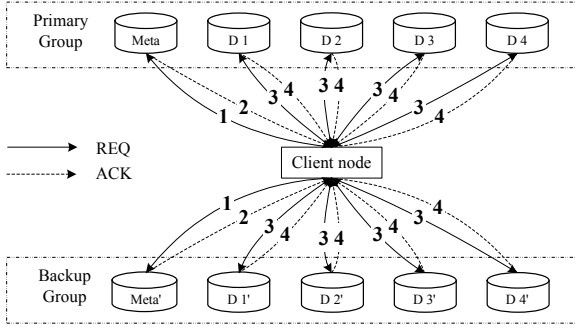 Primary
Group
Meta
D 1
D 2
D 3
D 4
1
2
3
4
3
4
3
4
3
4
REQ
ACK
Client node
1
2
3
4
3
4
3
4
3
4
Backup
Group
Meta'
D 1'
D 2'
D 3'
D 4'